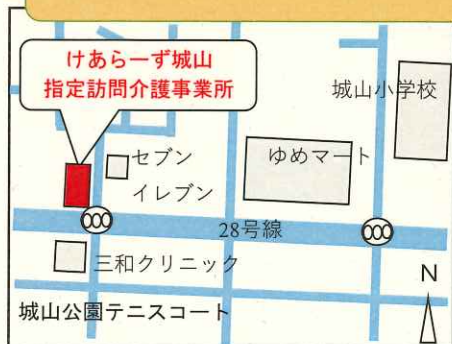 けあらーず城山
指定訪問介護事業所
城山小学校
セブン
イレブン
ゆめマート
28号線
三和クリニック
N
城山公園テニスコート